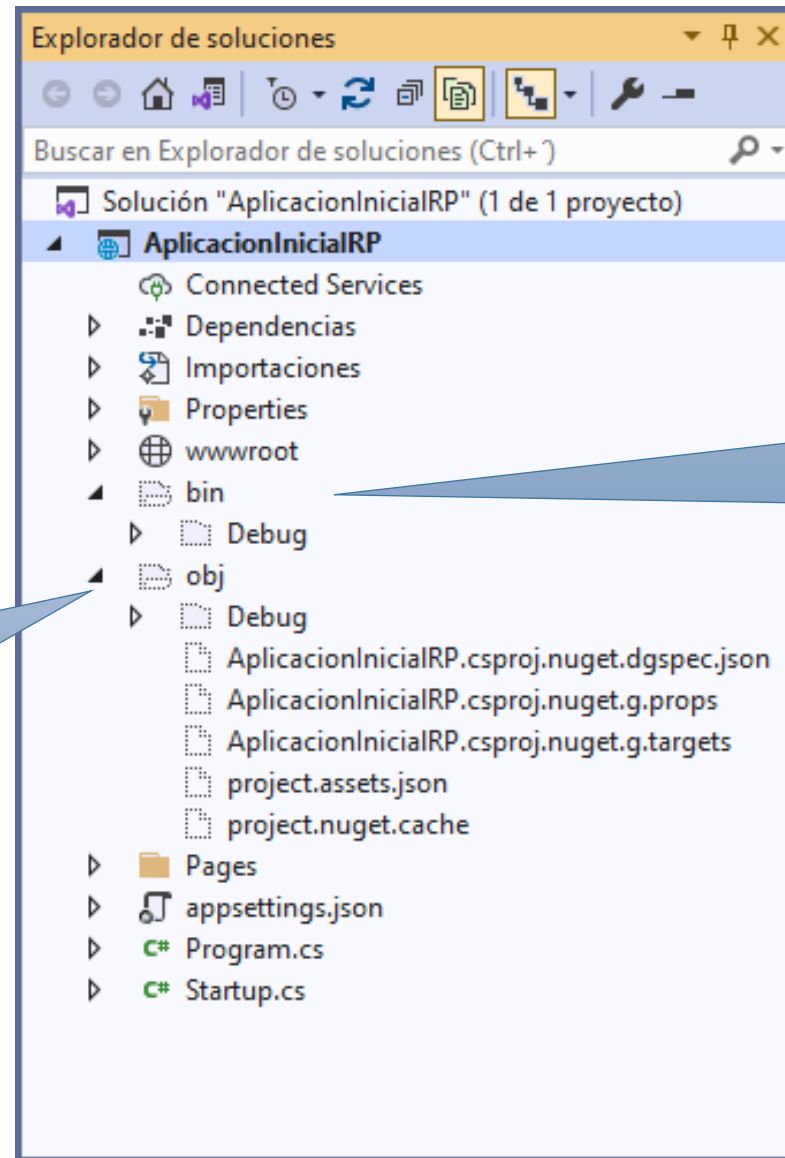 Explorador de soluciones
Buscar en Explorador de soluciones (Ctrl+´)
Solución "AplicacionInicialRP" (1 de 1 proyecto)
AplicacionInicialRP
Connected Services
Dependencias
Importaciones
Properties
wwwroot
bin
Debug
obj
Debug
AplicacionInicialRP.csproj.nuget.dgspec.json
AplicacionInicialRP.csproj.nuget.g.props
AplicacionInicialRP.csproj.nuget.g.targets
project.assets.json
project.nuget.cache
Pages
appsettings.json
C# Program.cs
C# Startup.cs